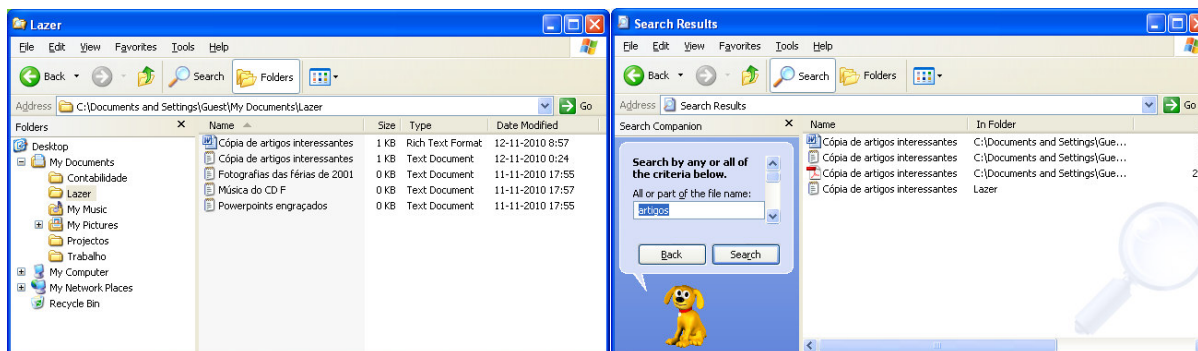 Lazer
File Edit View Favorites Tools Help
Back Search Folders
Address C:\Documents and Settings\Guest\My Documents\Lazer Go
Folders X Name Size Type Date Modified
Desktop
My Documents
Contabilidade
Lazer
My Music
My Pictures
Projectos
Trabalho
My Computer
My Network Places
Recycle Bin
Cópia de artigos interessantes 1 KB Rich Text Format 12-11-2010 8:57
Cópia de artigos interessantes 1 KB Text Document 12-11-2010 0:24
Fotografias das férias de 2001 0 KB Text Document 11-11-2010 17:55
Música do CD F 0 KB Text Document 11-11-2010 17:57
Powerpoints engraçados 0 KB Text Document 11-11-2010 17:55
Search Results
File Edit View Favorites Tools Help
Back Search Folders
Address Search Results Go
Search Companion X Name In Folder
Search by any or all of
the criteria below.
All or part of the file name:
artigos
Back Search
Cópia de artigos interessantes C:\Documents and Settings\Gue...
Cópia de artigos interessantes C:\Documents and Settings\Gue...
Cópia de artigos interessantes C:\Documents and Settings\Gue... 2
Cópia de artigos interessantes Lazer